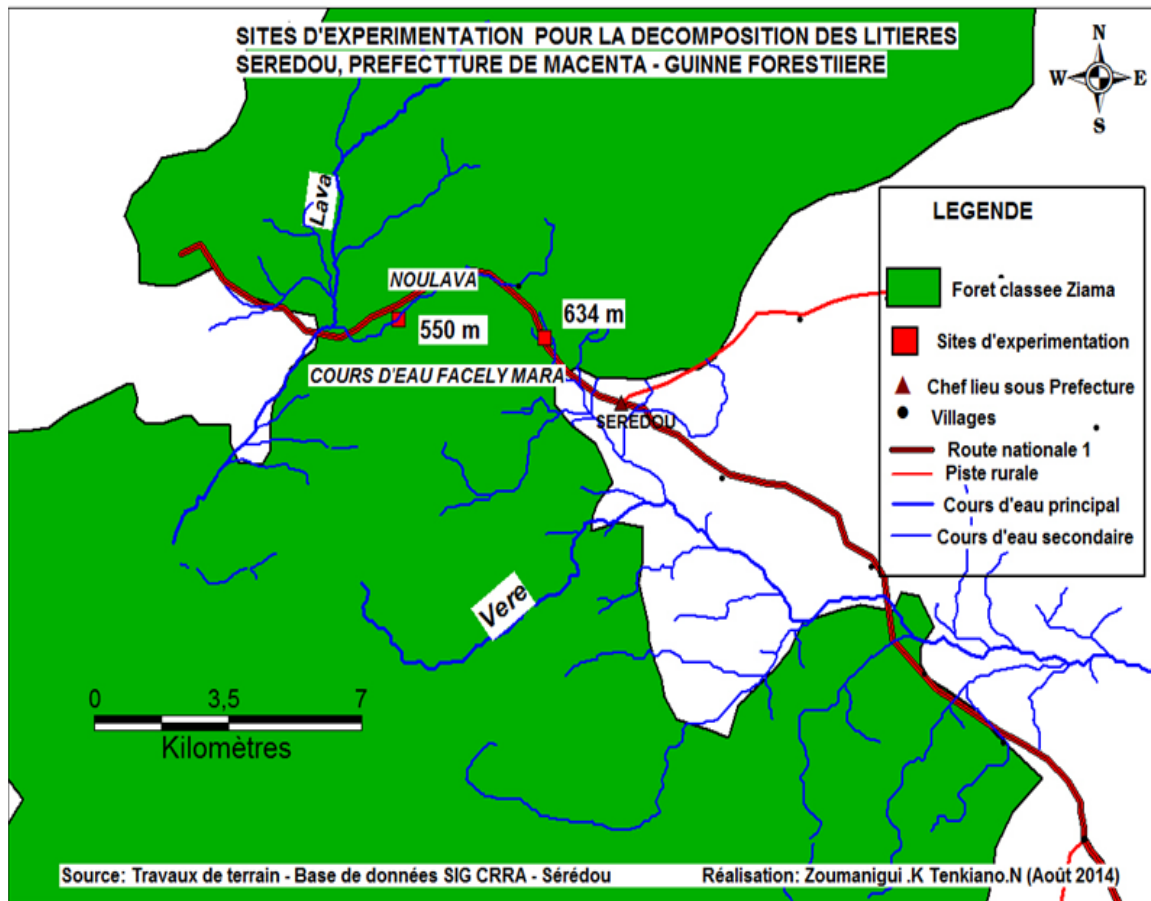 SITES D'EXPERIMENTATION POUR LA DECOMPOSITION DES LITIERES
SEREDOU, PREFECTTURE DE MACENTA - GUINNE FORESTIIERE
N
W
E
S
Lava
NOULAVA
550 m
634 m
COURS D'EAU FACELY MARA
SEREDOU
Vere
LEGENDE
Foret classee Ziama
Sites d'experimentation
Chef lieu sous Prefecture
Villages
Route nationale 1
Piste rurale
Cours d'eau principal
Cours d'eau secondaire
0 3,5 7
Kilomètres
Source: Travaux de terrain - Base de données SIG CRRA - Sérédou
Réalisation: Zoumanigui .K Tenkiano.N (Août 2014)